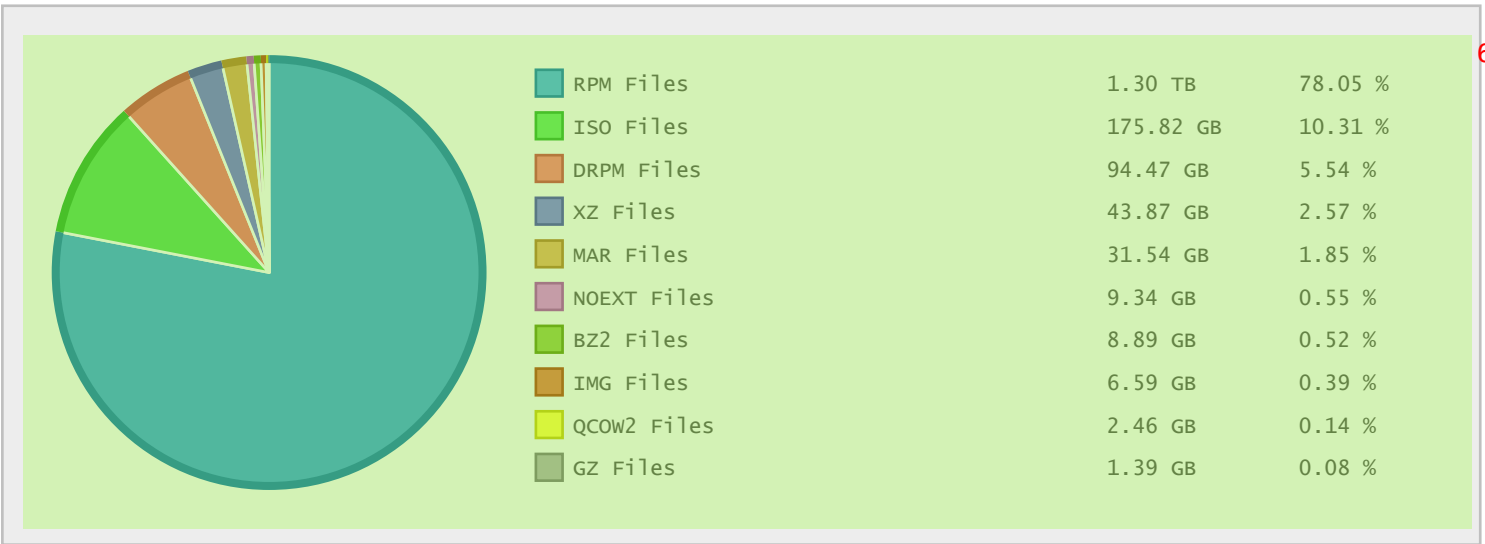 RPM Files 1.30 TB 78.05 %
ISO Files 175.82 GB 10.31 %
DRPM Files 94.47 GB 5.54 %
XZ Files 43.87 GB 2.57 %
MAR Files 31.54 GB 1.85 %
NOEXT Files 9.34 GB 0.55 %
BZ2 Files 8.89 GB 0.52 %
IMG Files 6.59 GB 0.39 %
QCOW2 Files 2.46 GB 0.14 %
GZ Files 1.39 GB 0.08 %